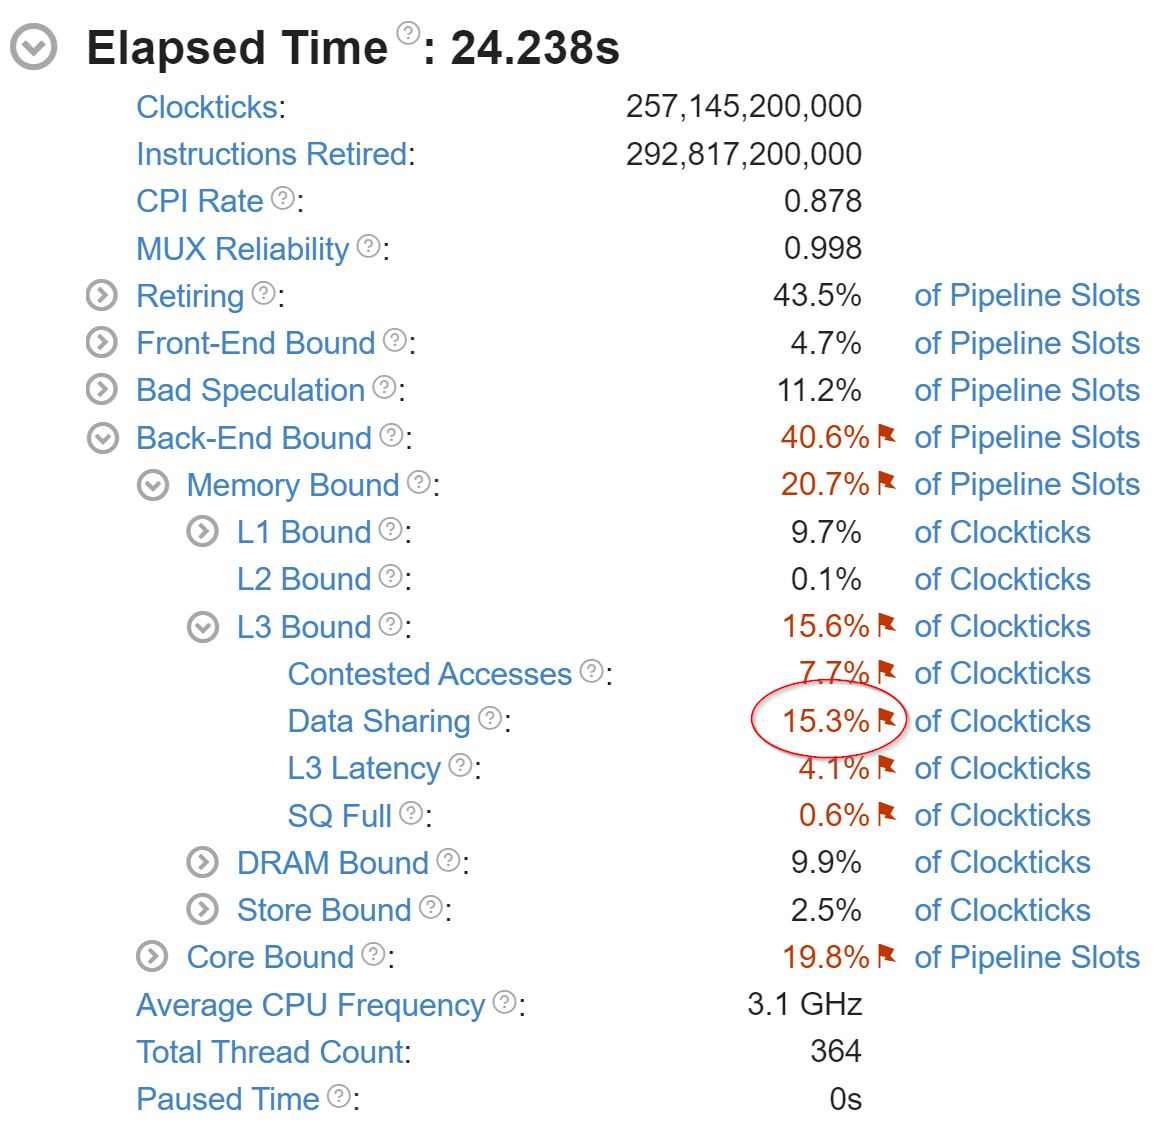 Elapsed Time ?: 24.238s
Clockticks: 257,145,200,000
Instructions Retired: 292,817,200,000
CPI Rate ?: 0.878
MUX Reliability ?: 0.998
Retiring ?: 43.5% of Pipeline Slots
Front-End Bound ?: 4.7% of Pipeline Slots
Bad Speculation ?: 11.2% of Pipeline Slots
Back-End Bound ?: 40.6% of Pipeline Slots
Memory Bound ?: 20.7% of Pipeline Slots
L1 Bound ?: 9.7% of Clockticks
L2 Bound ?: 0.1% of Clockticks
L3 Bound ?: 15.6% of Clockticks
Contested Accesses ?: 7.7% of Clockticks
Data Sharing ?: 15.3% of Clockticks
L3 Latency ?: 4.1% of Clockticks
SQ Full ?: 0.6% of Clockticks
DRAM Bound ?: 9.9% of Clockticks
Store Bound ?: 2.5% of Clockticks
Core Bound ?: 19.8% of Pipeline Slots
Average CPU Frequency ?: 3.1 GHz
Total Thread Count: 364
Paused Time ?: 0s